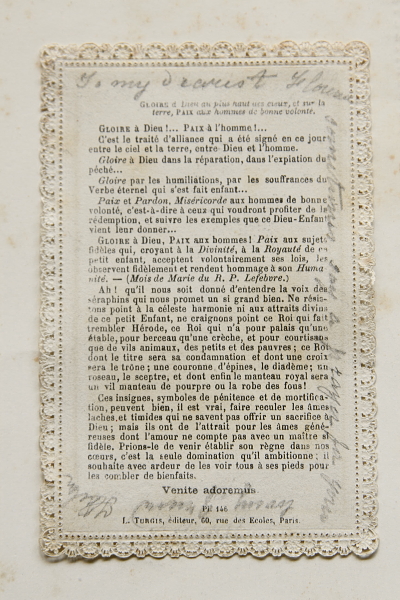 To my dearest
GLOIRE à DIEU au plus haut des cieux, et sur la
terre, PAIX aux hommes de bonne volonté.
GLOIRE à Dieu !... PAIX à l'homme !...
C'est le traité d'alliance qui a été signé en ce jour
entre le ciel et la terre, entre Dieu et l'homme.
Gloire à Dieu dans la réparation, dans l'expiation du
péché...
Gloire par les humiliations, par les souffrances du
Verbe éternel qui s'est fait enfant...
Paix et Pardon, Miséricorde aux hommes de bonne
volonté, c'est-à-dire à ceux qui voudront profiter de la
rédemption, et suivre les exemples que ce Dieu-Enfant
vient leur donner...
GLOIRE À DIEU, PAIX AUX HOMMES ! Paix aux sujets
fidèles qui, croyant à la Divinité, à la Royauté de ce
petit enfant, acceptent volontairement ses lois, les
observent fidèlement et rendent hommage à son Huma
nité. — (Mois de Marie du R. P. Lefebvre.)
Ah ! qu'il nous soit donné d'entendre la voix des
séraphins qui nous promet un si grand bien. Ne résis-
tons point à la céleste harmonie ni aux attraits divins
de ce petit Enfant, ne craignons point ce Roi qui fait
trembler Hérode, ce Roi qui n'a pour palais qu'une
étable, pour berceau qu'une crèche, et pour courtisans
que de vils animaux, des petits et des pauvres ; ce Roi
dont le titre sera sa condamnation et dont une croix
sera le trône ; une couronne d'épines, le diadème ; un
roseau, le sceptre, et dont enfin le manteau royal sera
un vil manteau de pourpre ou la robe des fous !
Ces insignes, symboles de pénitence et de mortifica-
tion, peuvent bien, il est vrai, faire reculer les âmes
lâches et timides qui ne savent pas offrir un sacrifice à
Dieu ; mais ils ont de l'attrait pour les âmes géné-
reuses dont l'amour ne compte pas avec un maître si
fidèle. Prions-le de venir établir son règne dans nos
cœurs, c'est la seule domination qu'il ambitionne ; il
souhaite avec ardeur de les voir tous à ses pieds pour
les combler de bienfaits.
Venite adoremus
Pl. 146
L. TURGIS, éditeur, 60, rue des Ecoles, Paris.